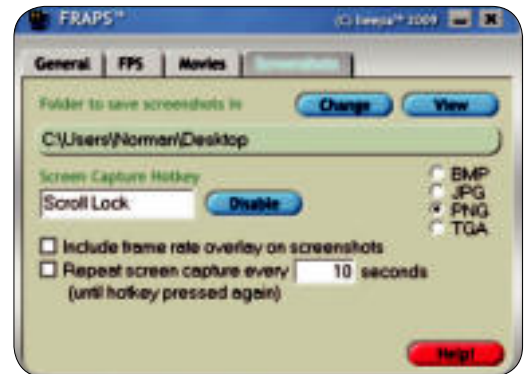 FRAPS™ (C) beepa™ 2009
General FPS Movies Screenshots
Folder to save screenshots in Change View
C:\Users\Norman\Desktop
Screen Capture Hotkey
Scroll Lock Disable
BMP
JPG
PNG
TGA
Include frame rate overlay on screenshots
Repeat screen capture every 10 seconds
(until hotkey pressed again)
Help!